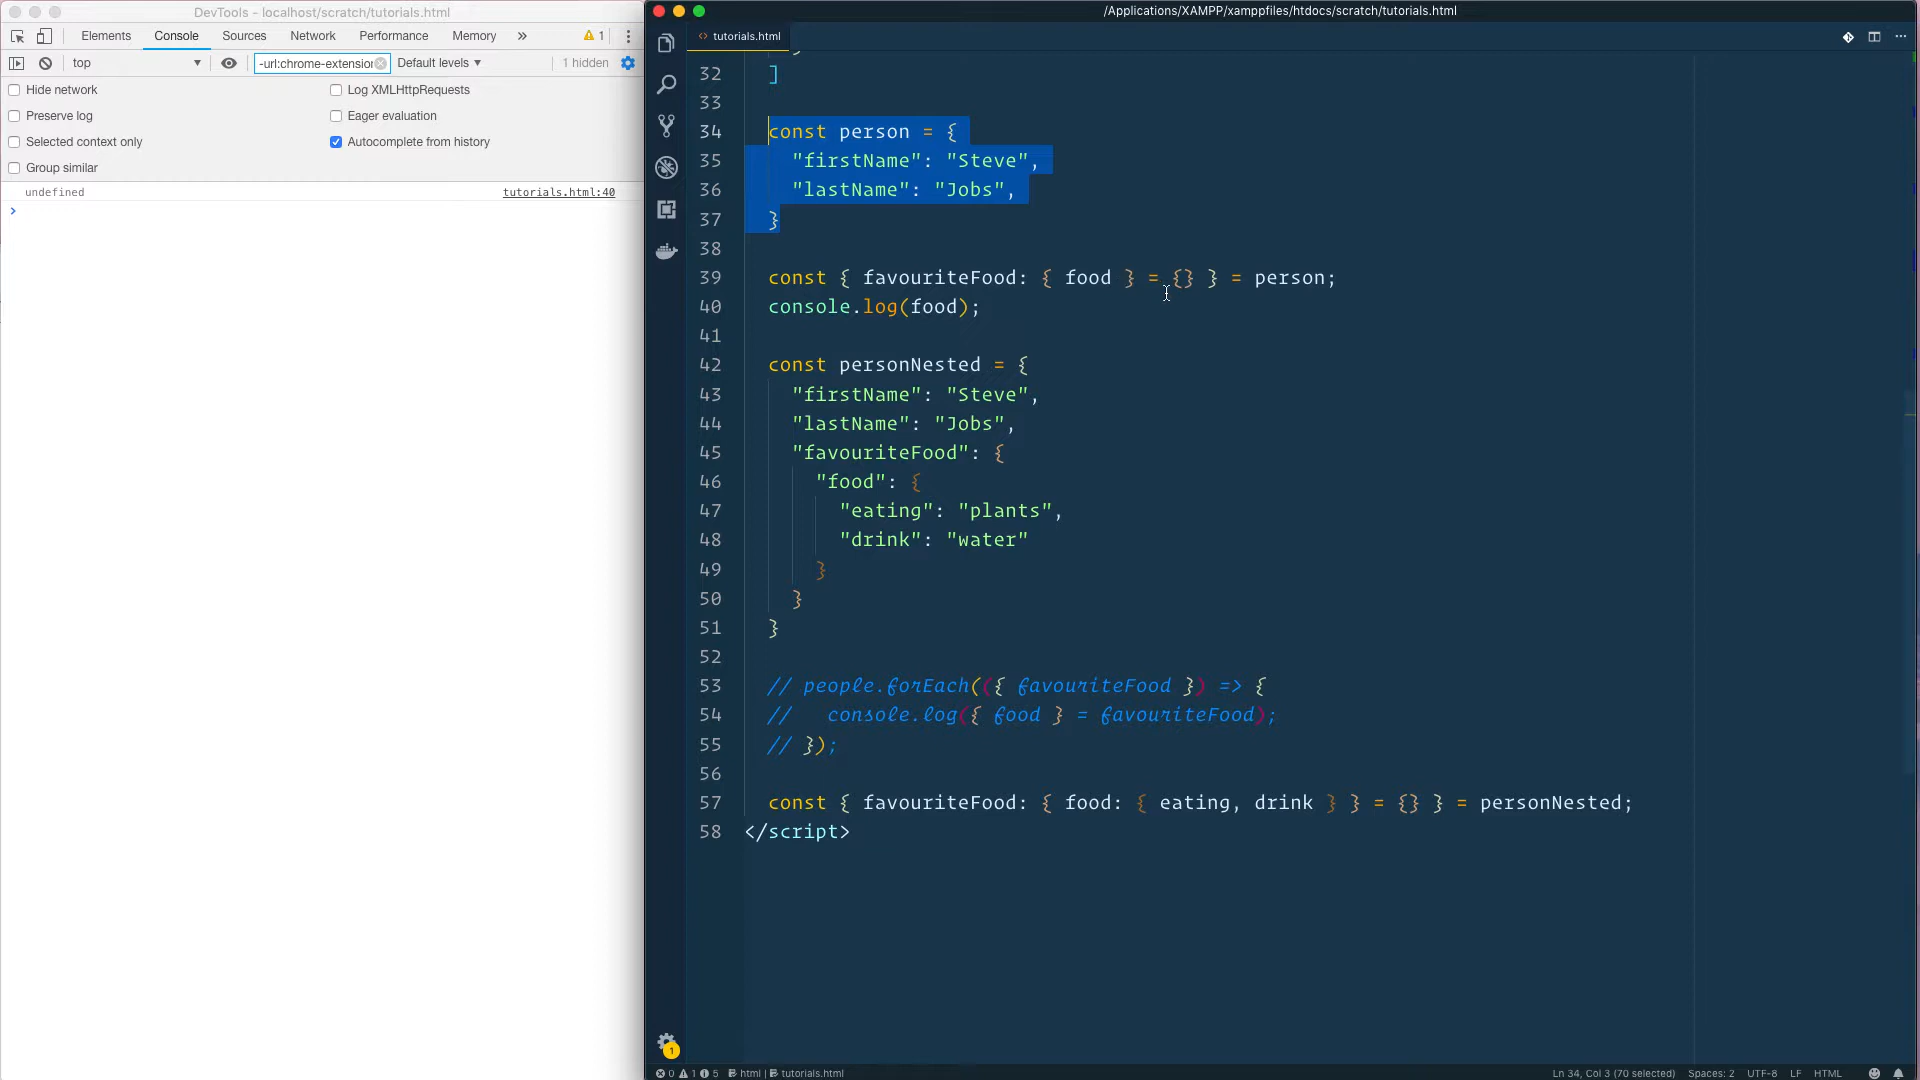 DevTools - localhost/scratch/tutorials.html
Elements Console Sources Network Performance Memory » 1
top -url:chrome-extension Default levels 1 hidden
Hide network Log XMLHttpRequests
Preserve log Eager evaluation
Selected context only Autocomplete from history
Group similar
undefined tutorials.html:40
>
/Applications/XAMPP/xamppfiles/htdocs/scratch/tutorials.html
<> tutorials.html
32 ]
33
34 const person = {
35 "firstName": "Steve",
36 "lastName": "Jobs",
37 }
38
39 const { favouriteFood: { food } = {} } = person;
40 console.log(food);
41
42 const personNested = {
43 "firstName": "Steve",
44 "lastName": "Jobs",
45 "favouriteFood": {
46 "food": {
47 "eating": "plants",
48 "drink": "water"
49 }
50 }
51 }
52
53 // people.forEach(({ favouriteFood }) => {
54 // console.log({ food } = favouriteFood);
55 // });
56
57 const { favouriteFood: { food: { eating, drink } } = {} } = personNested;
58 </script>
1
0 1 5 html | tutorials.html Ln 34, Col 3 (70 selected) Spaces: 2 UTF-8 LF HTML